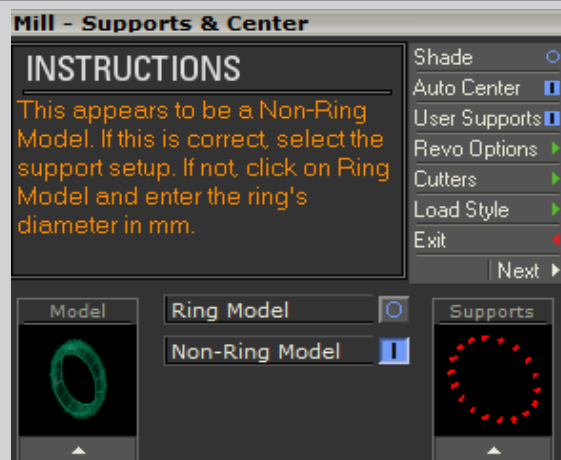 Mill - Supports & Center
INSTRUCTIONS
This appears to be a Non-Ring
Model. If this is correct, select the
support setup. If not, click on Ring
Model and enter the ring's
diameter in mm.
Shade
Auto Center
User Supports
Revo Options
Cutters
Load Style
Exit
Next
Model
Ring Model
Non-Ring Model
Supports